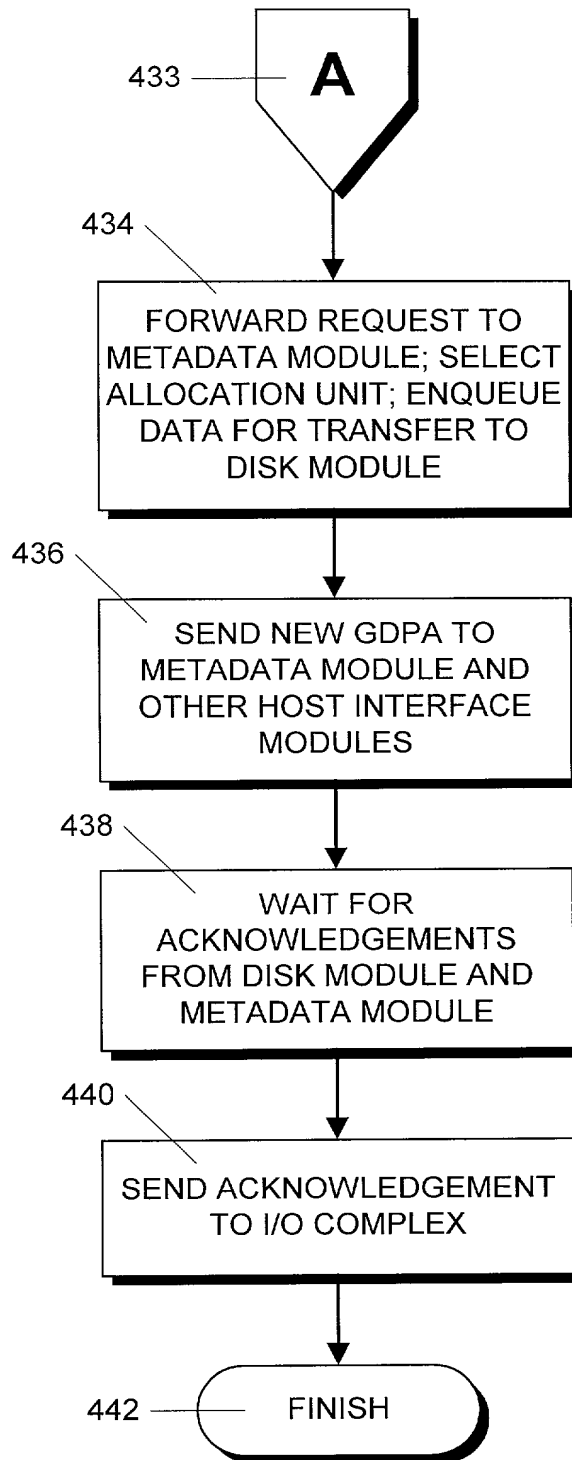 433
A
434
FORWARD REQUEST TO
METADATA MODULE; SELECT
ALLOCATION UNIT; ENQUEUE
DATA FOR TRANSFER TO
DISK MODULE
436
SEND NEW GDPA TO
METADATA MODULE AND
OTHER HOST INTERFACE
MODULES
438
WAIT FOR
ACKNOWLEDGEMENTS
FROM DISK MODULE AND
METADATA MODULE
440
SEND ACKNOWLEDGEMENT
TO I/O COMPLEX
442
FINISH